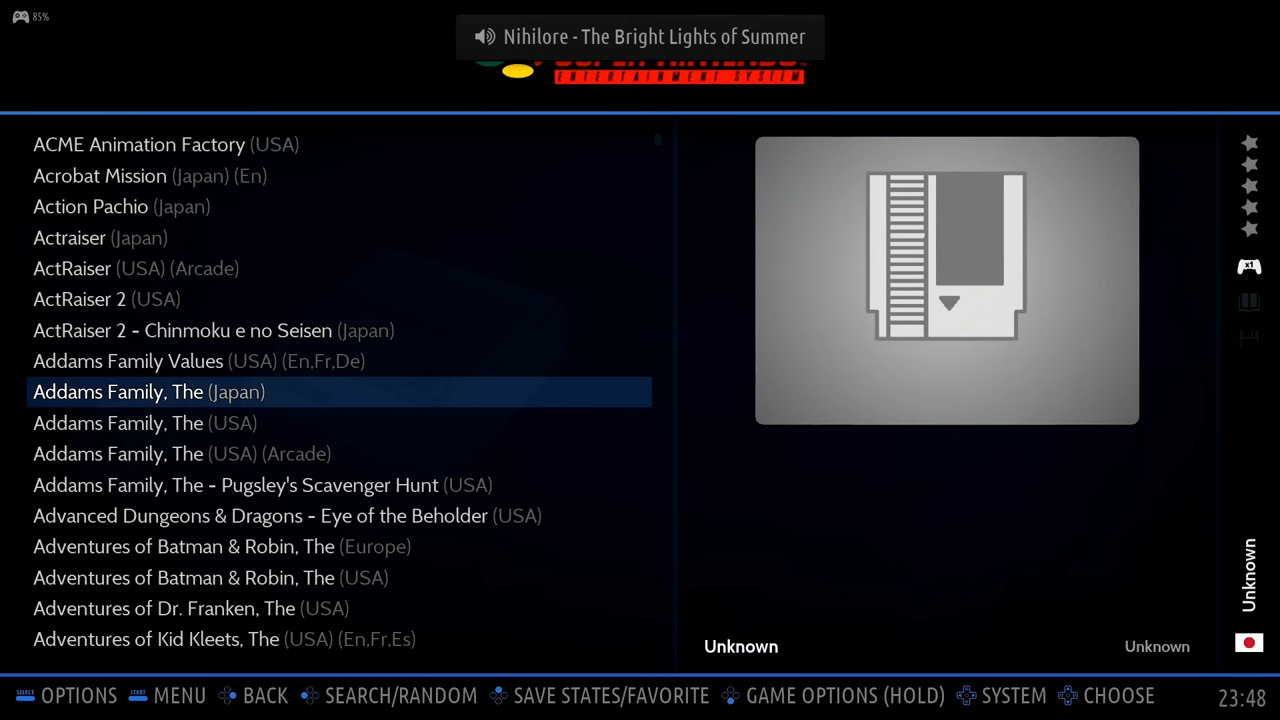 85%
Nihilore - The Bright Lights of Summer
SUPER NINTENDO
ENTERTAINMENT SYSTEM
ACME Animation Factory (USA)
Acrobat Mission (Japan) (En)
Action Pachio (Japan)
Actraiser (Japan)
ActRaiser (USA) (Arcade)
ActRaiser 2 (USA)
ActRaiser 2 - Chinmoku e no Seisen (Japan)
Addams Family Values (USA) (En,Fr,De)
Addams Family, The (Japan)
Addams Family, The (USA)
Addams Family, The (USA) (Arcade)
Addams Family, The - Pugsley's Scavenger Hunt (USA)
Advanced Dungeons & Dragons - Eye of the Beholder (USA)
Adventures of Batman & Robin, The (Europe)
Adventures of Batman & Robin, The (USA)
Adventures of Dr. Franken, The (USA)
Adventures of Kid Kleets, The (USA) (En,Fr,Es)
x1
Unknown
Unknown Unknown
SELECT OPTIONS START MENU BACK SEARCH/RANDOM SAVE STATES/FAVORITE GAME OPTIONS (HOLD) SYSTEM CHOOSE 23:48